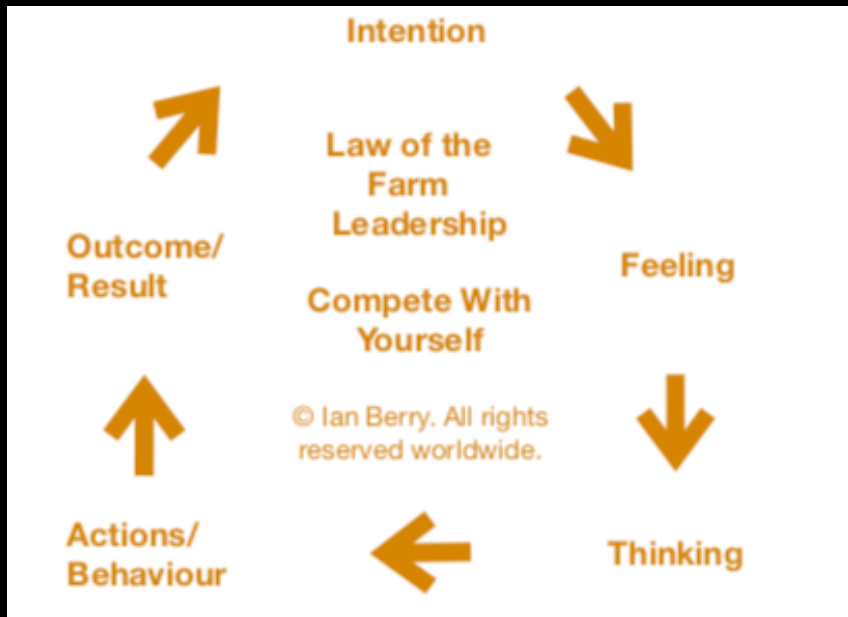 Intention
Law of the
Farm
Leadership
Compete With
Yourself
© Ian Berry. All rights
reserved worldwide.
Feeling
Thinking
Actions/
Behaviour
Outcome/
Result